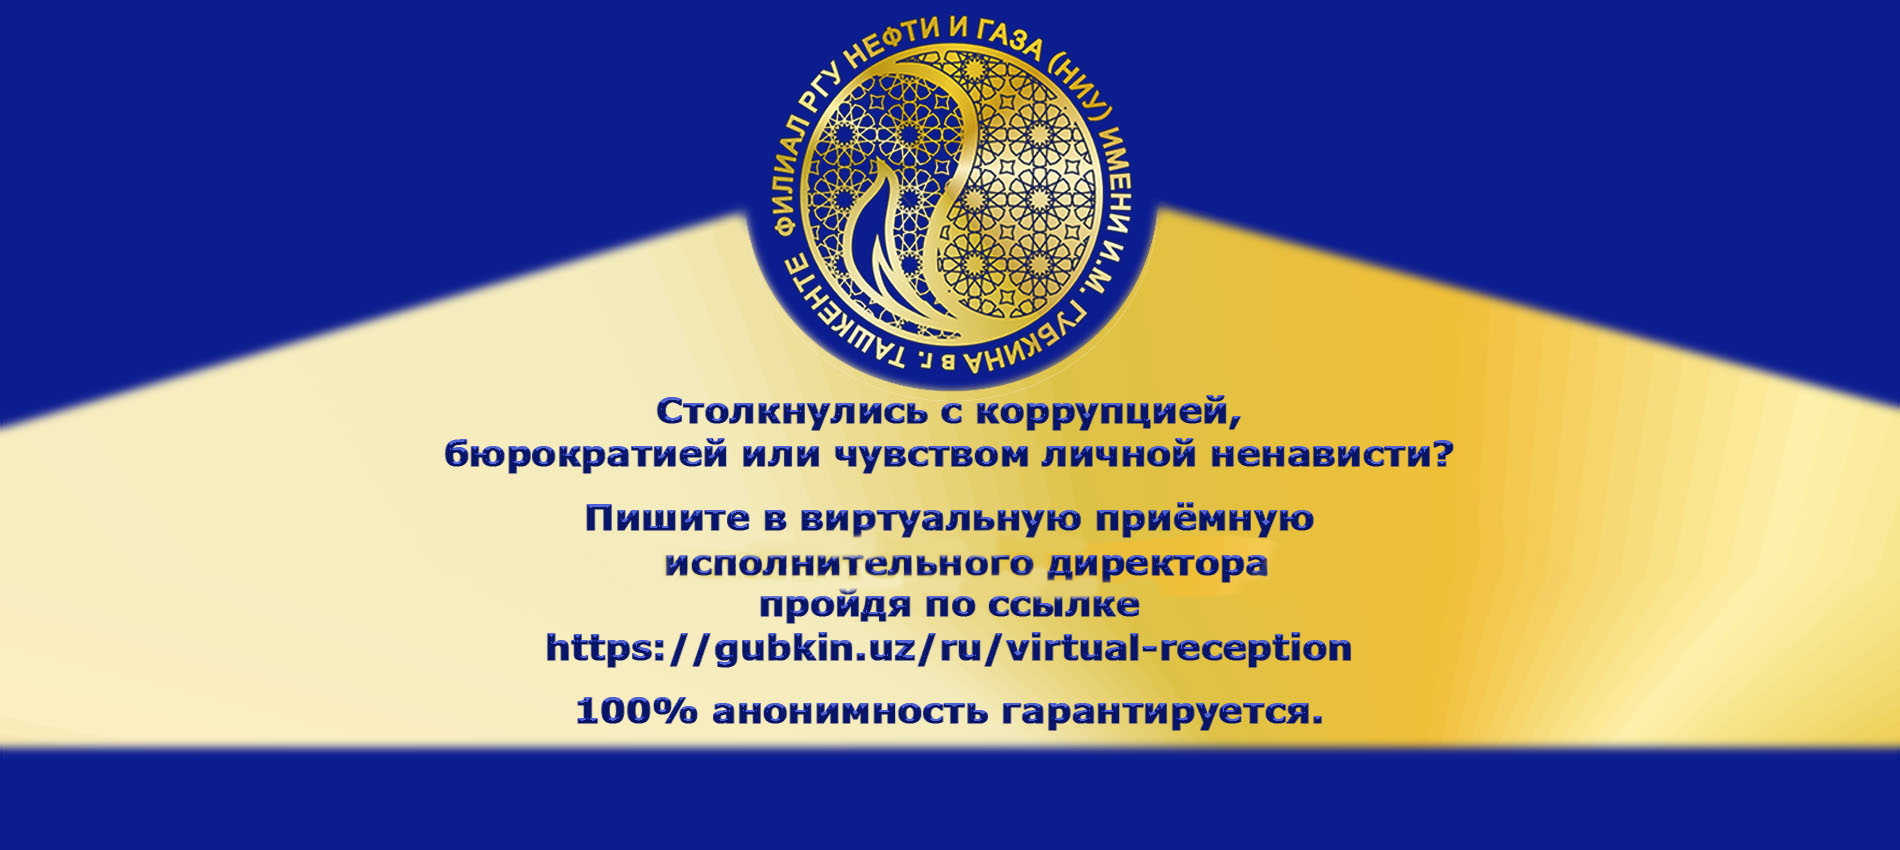 ФИЛИАЛ РГУ НЕФТИ И ГАЗА (НИУ) ИМЕНИ И.М. ГУБКИНА в г. ТАШКЕНТЕ
Столкнулись с коррупцией,
бюрократией или чувством личной ненависти?
Пишите в виртуальную приёмную
исполнительного директора
пройдя по ссылке
https://gubkin.uz/ru/virtual-reception
100% анонимность гарантируется.